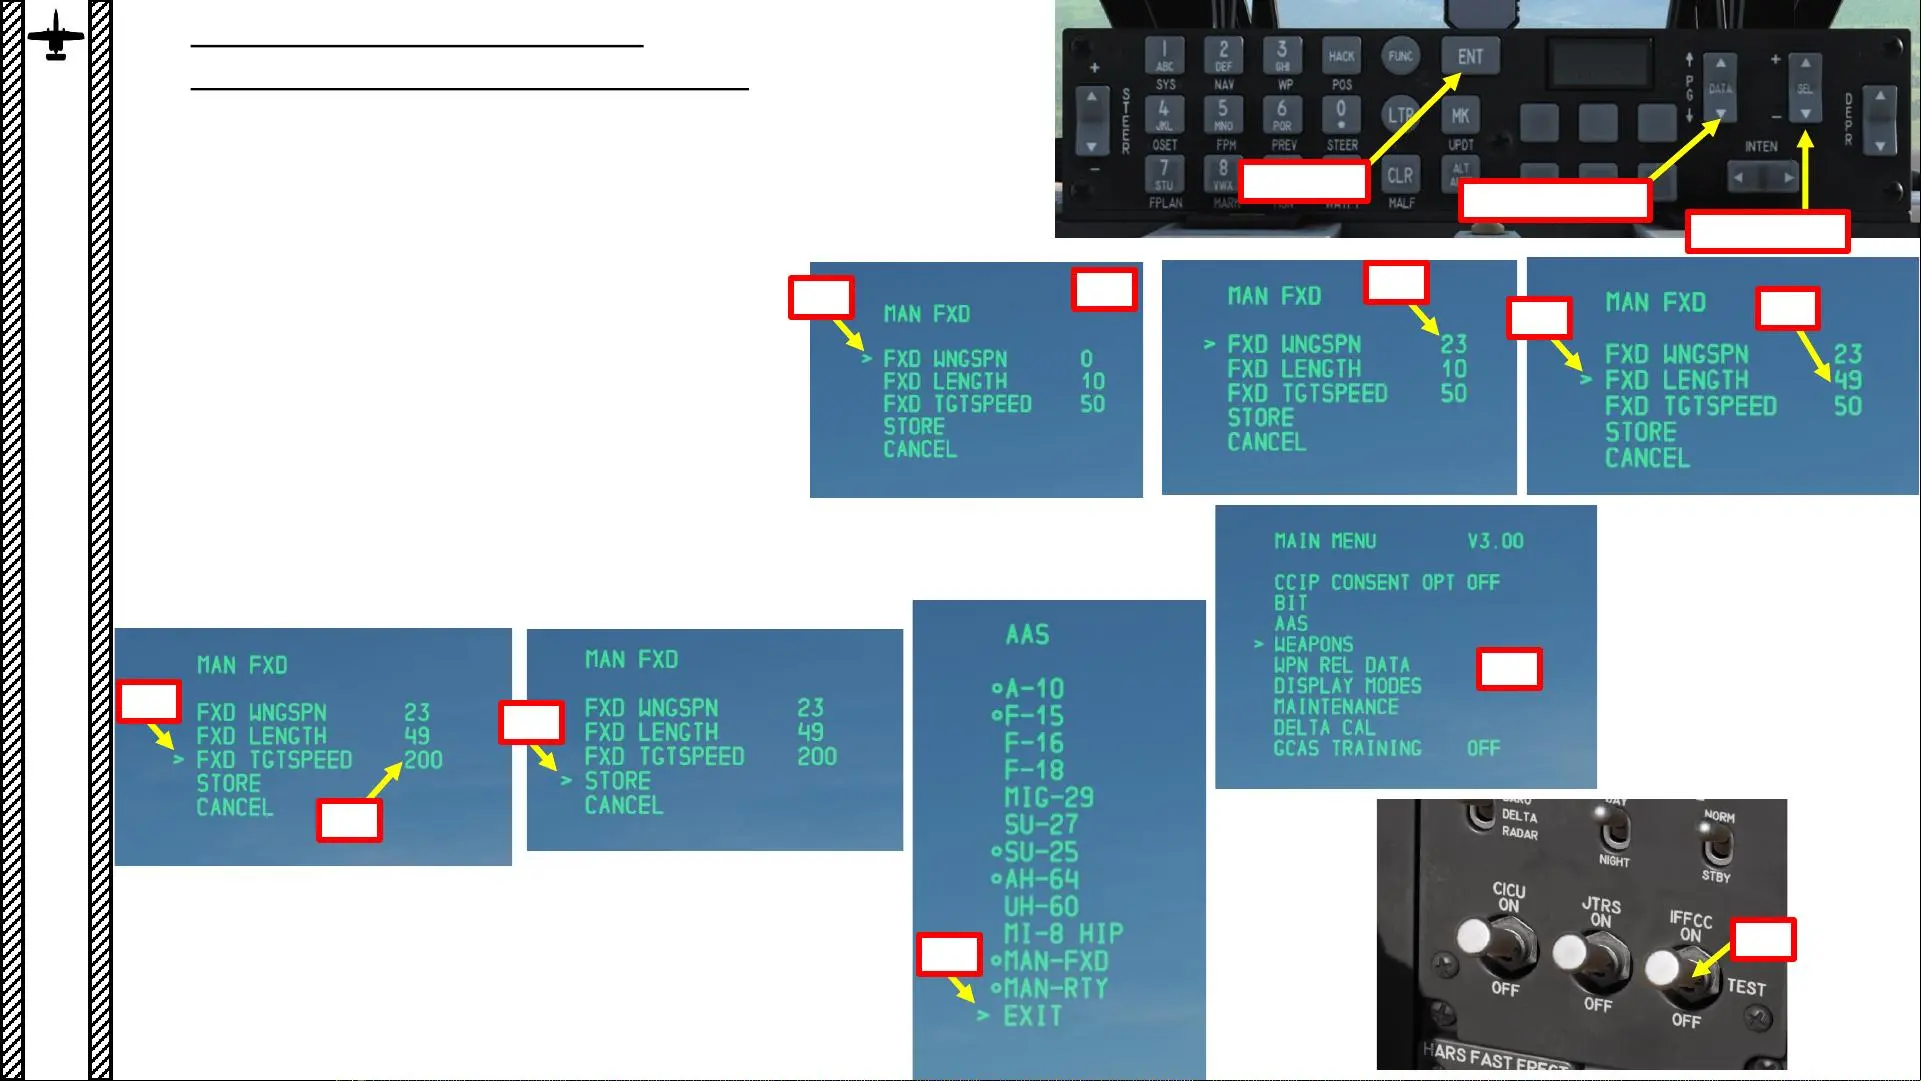 1 ABC
2 DEF
3 GHI
HACK
FUNC
ENT
SYS
NAV
WP
POS
4 JKL
5 MNO
6 PQR
0
LTR
MK
OSET
FPM
PREV
STEER
UPDT
7 STU
8
CLR
ALT
FPLAN
MALF
+
STEER
-
PG
DATA
+
SEL
-
DEPR
INTEN
MAN FXD
> FXD WNGSPN 0
FXD LENGTH 10
FXD TGTSPEED 50
STORE
CANCEL
MAN FXD
> FXD WNGSPN 23
FXD LENGTH 10
FXD TGTSPEED 50
STORE
CANCEL
MAN FXD
FXD WNGSPN 23
> FXD LENGTH 49
FXD TGTSPEED 50
STORE
CANCEL
MAIN MENU V3.00
CCIP CONSENT OPT OFF
BIT
AAS
> WEAPONS
WPN REL DATA
DISPLAY MODES
MAINTENANCE
DELTA CAL
GCAS TRAINING OFF
MAN FXD
FXD WNGSPN 23
FXD LENGTH 49
> FXD TGTSPEED 200
STORE
CANCEL
MAN FXD
FXD WNGSPN 23
FXD LENGTH 49
FXD TGTSPEED 200
> STORE
CANCEL
AAS
A-10
F-15
F-16
F-18
MIG-29
SU-27
SU-25
AH-64
UH-60
MI-8 HIP
MAN-FXD
MAN-RTY
> EXIT
DELTA
RADAR
NIGHT
NORM
STBY
CICU
ON
OFF
JTRS
ON
OFF
IFFCC
ON
TEST
OFF
HARS FAST ERECT